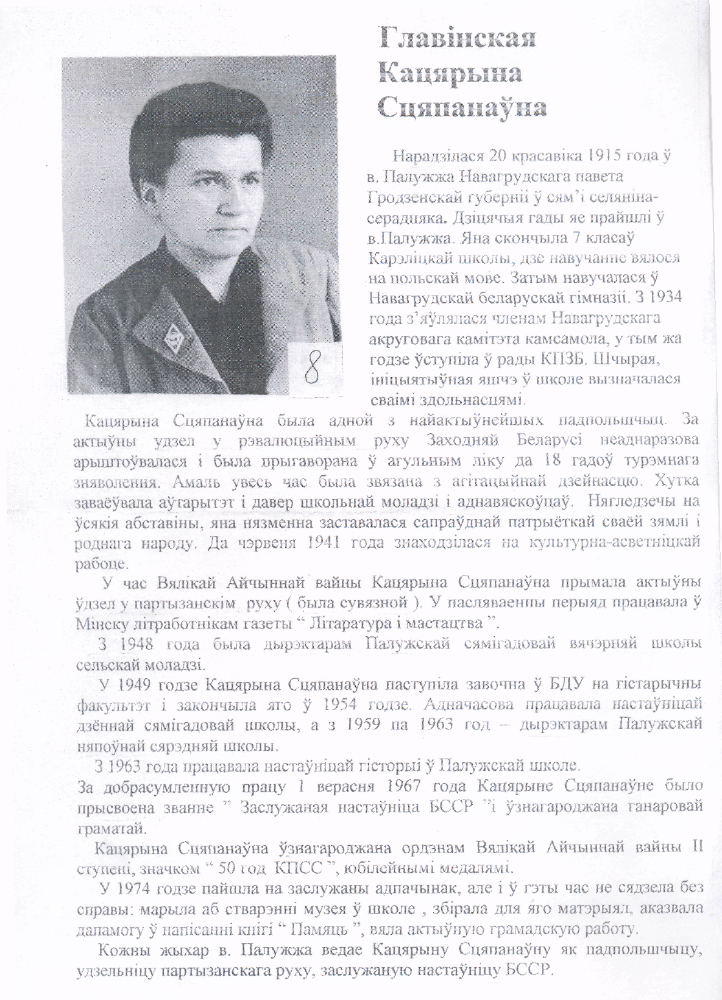 Главінская
Кацярына
Сцяпанаўна
Нарадзілася 20 красавіка 1915 года ў
в. Палужжа Навагрудскага павета
Гродзенскай губерніі ў сям’і селяніна-
серадняка. Дзіцячыя гады яе прайшлі ў
в.Палужжа. Яна скончыла 7 класаў
Карэліцкай школы, дзе навучанне вялося
на польскай мове. Затым навучалася ў
Навагрудскай беларускай гімназіі. З 1934
года з’яўлялася членам Навагрудскага
акруговага камітэта камсамола, у тым жа
годзе ўступіла ў рады КПЗБ. Шчырая,
ініцыятыўная яшчэ ў школе вызначалася
сваімі здольнасцямі.
8
Кацярына Сцяпанаўна была адной з найактыўнейшых падпольшчыц. За
актыўны удзел у рэвалюцыйным руху Заходняй Беларусі неаднаразова
арыштоўвалася і была прыгаворана ў агульным ліку да 18 гадоў турэмнага
зняволення. Амаль увесь час была звязана з агітацыйнай дзейнасцю. Хутка
заваёўвала аўтарытэт і давер школьнай моладзі і аднавяскоўцаў. Нягледзечы на
ўсякія абставіны, яна нязменна заставалася сапраўднай патрыёткай сваёй зямлі і
роднага народу. Да чэрвеня 1941 года знаходзілася на культурна-асветніцкай
рабоце.
У час Вялікай Айчыннай вайны Кацярына Сцяпанаўна прымала актыўны
ўдзел у партызанскім руху ( была сувязной ). У пасляваенны перыяд працавала ў
Мінску літработнікам газеты “ Літаратура і мастацтва ”.
З 1948 года была дырэктарам Палужскай сямігадовай вячэрняй школы
сельскай моладзі.
У 1949 годзе Кацярына Сцяпанаўна паступіла завочна ў БДУ на гістарычны
факультэт і закончыла яго ў 1954 годзе. Адначасова працавала настаўніцай
дзённай сямігадовай школы, а з 1959 па 1963 год – дырэктарам Палужскай
няпоўнай сярэдняй школы.
З 1963 года працавала настаўніцай гісторыі ў Палужскай школе.
За добрасумленную працу 1 верасня 1967 года Кацярыне Сцяпанаўне было
прысвоена званне ” Заслужаная настаўніца БССР ”і ўзнагароджана ганаровай
граматай.
Кацярына Сцяпанаўна ўзнагароджана ордэнам Вялікай Айчыннай вайны II
ступені, значком “ 50 год КПСС ”, юбілейнымі медалямі.
У 1974 годзе пайшла на заслужаны адпачынак, але і ў гэты час не сядзела без
справы: марыла аб стварэнні музея ў школе , збірала для яго матэрыял, аказвала
дапамогу ў напісанні кнігі “ Памяць ”, вяла актыўную грамадскую работу.
Кожны жыхар в. Палужжа ведае Кацярыну Сцяпанаўну як падпольшчыцу,
удзельніцу партызанскага руху, заслужаную настаўніцу БССР.